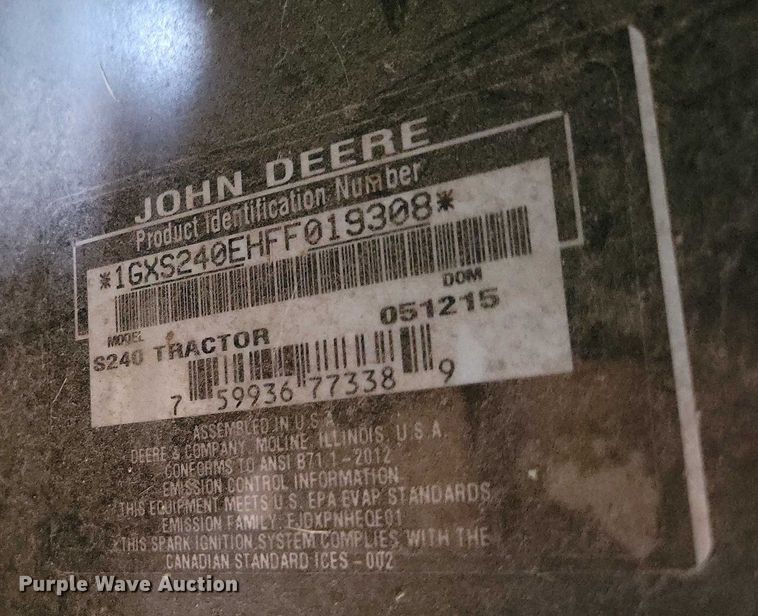 JOHN DEERE
Product Identification Number
*1GXS240EHFF019308*
MODEL DOM
S240 TRACTOR 051215
7 59936 77338 9
ASSEMBLED IN U.S.A.
DEERE & COMPANY, MOLINE, ILLINOIS, U.S.A.
CONFORMS TO ANSI B71.1-2012
EMISSION CONTROL INFORMATION
THIS EQUIPMENT MEETS U.S. EPA EVAP STANDARDS
EMISSION FAMILY: EJDXPNHEQE01
THIS SPARK IGNITION SYSTEM COMPLIES WITH THE
CANADIAN STANDARD ICES-002
Purple Wave Auction